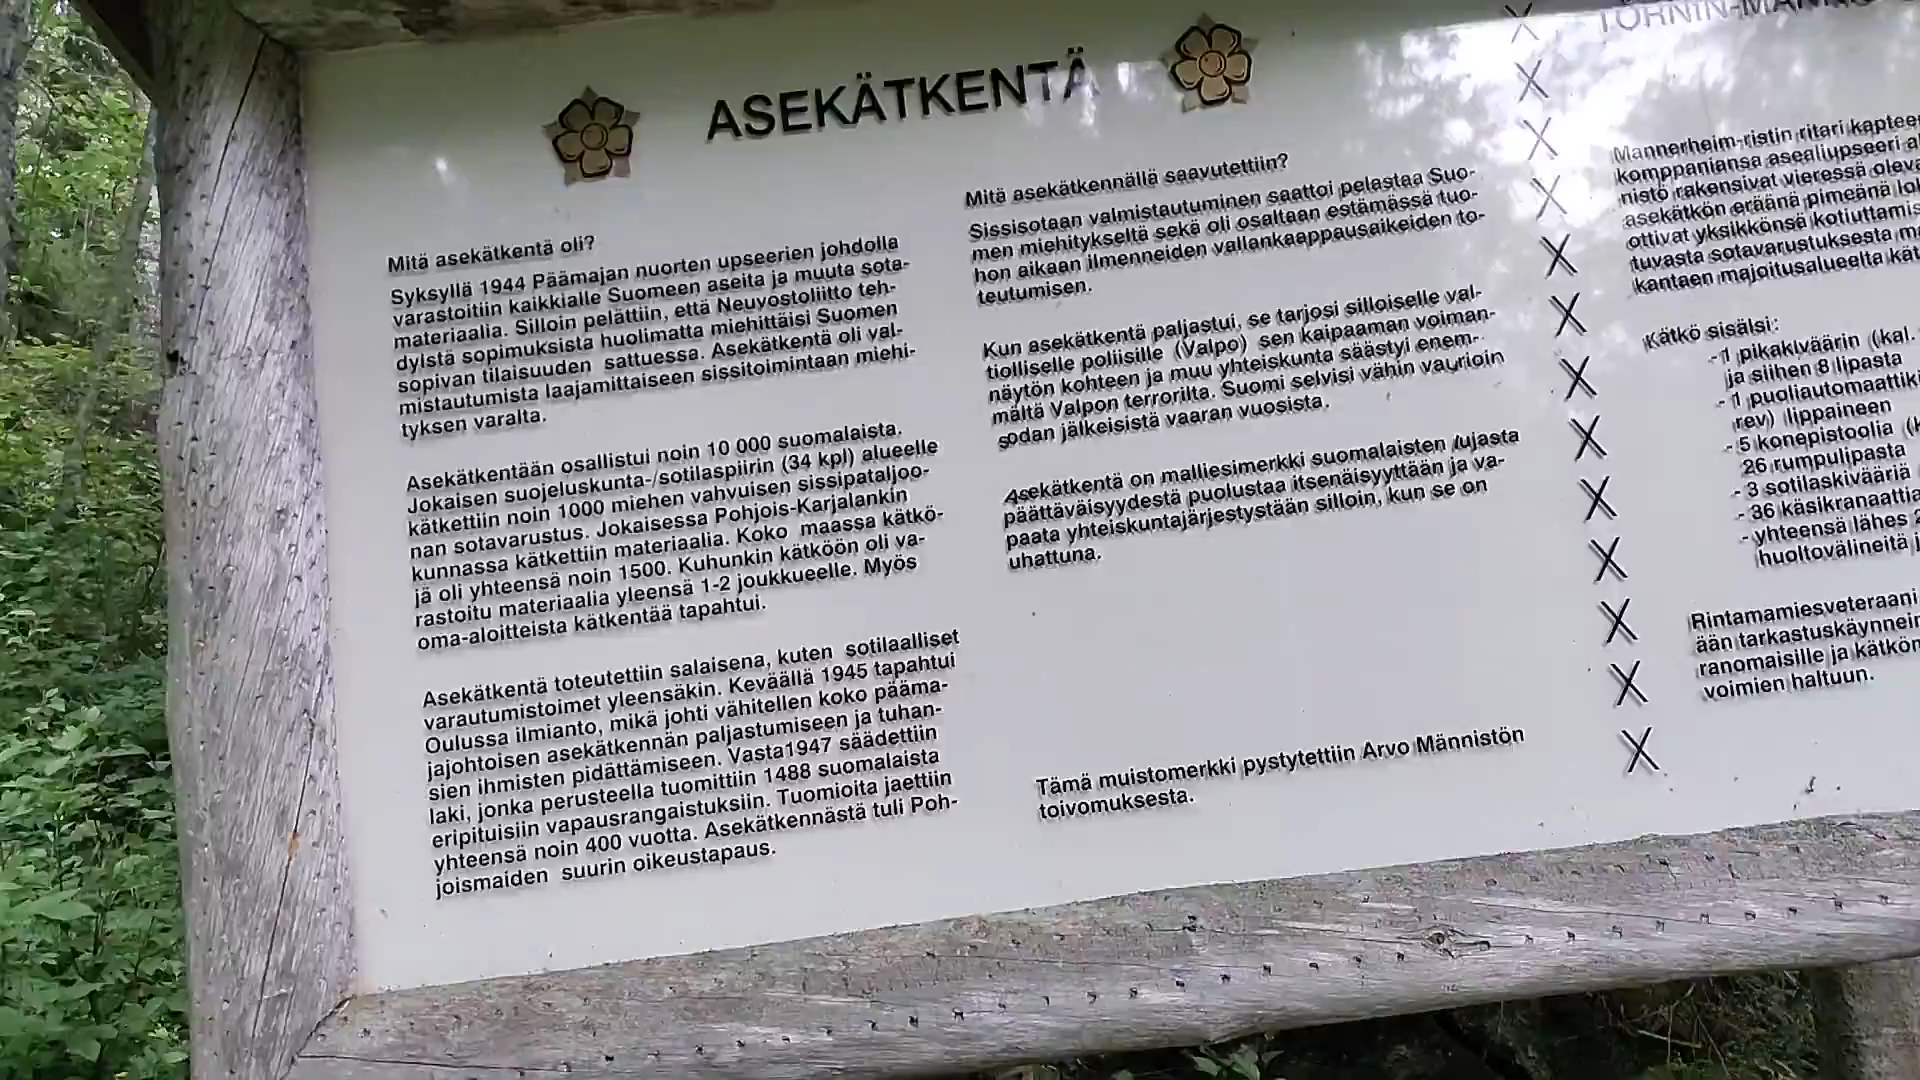 ASEKÄTKENTÄ
Mitä asekätkentä oli?
Syksyllä 1944 Päämajan nuorten upseerien johdolla
varastoitiin kaikkialle Suomeen aseita ja muuta sota-
materiaalia. Silloin pelättiin, että Neuvostoliitto teh-
dyistä sopimuksista huolimatta miehittäisi Suomen
sopivan tilaisuuden sattuessa. Asekätkentä oli val-
mistautumista laajamittaiseen sissitoimintaan miehi-
tyksen varalta.
Asekätkentään osallistui noin 10 000 suomalaista.
Jokaisen suojeluskunta-/sotilaspiirin (34 kpl) alueelle
kätkettiin noin 1000 miehen vahvuisen sissipataljoo-
nan sotavarustus. Jokaisessa Pohjois-Karjalankin
kunnassa kätkettiin materiaalia. Koko maassa kätkö-
jä oli yhteensä noin 1500. Kuhunkin kätköön oli va-
rastoitu materiaalia yleensä 1-2 joukkueelle. Myös
oma-aloitteista kätkentää tapahtui.
Asekätkentä toteutettiin salaisena, kuten sotilaalliset
varautumistoimet yleensäkin. Keväällä 1945 tapahtui
Oulussa ilmianto, mikä johti vähitellen koko pääma-
jajohtoisen asekätkennän paljastumiseen ja tuhan-
sien ihmisten pidättämiseen. Vasta1947 säädettiin
laki, jonka perusteella tuomittiin 1488 suomalaista
eripituisiin vapausrangaistuksiin. Tuomioita jaettiin
yhteensä noin 400 vuotta. Asekätkennästä tuli Poh-
joismaiden suurin oikeustapaus.
Mitä asekätkennällä saavutettiin?
Sissisotaan valmistautuminen saattoi pelastaa Suo-
men miehitykseltä sekä oli osaltaan estämässä tuo-
hon aikaan ilmenneiden vallankaappausaikeiden to-
teutumisen.
Kun asekätkentä paljastui, se tarjosi silloiselle val-
tiolliselle poliisille (Valpo) sen kaipaaman voiman-
näytön kohteen ja muu yhteiskunta säästyi enem-
mältä Valpon terrorilta. Suomi selvisi vähin vaurioin
sodan jälkeisistä vaaran vuosista.
Asekätkentä on malliesimerkki suomalaisten lujasta
päättäväisyydestä puolustaa itsenäisyyttään ja va-
paata yhteiskuntajärjestystään silloin, kun se on
uhattuna.
Tämä muistomerkki pystytettiin Arvo Männistön
toivomuksesta.
Mannerheim-ristin ritari
komppaniansa asealiupseeri
nistö rakensivat vieressä
asekätkön eräänä pimeänä
ottivat yksikkönsä
tuvasta sotavarustuksesta
kantaen majoitusalueelta
Kätkö sisälsi:
- 1 pikakiväärin (kal.
ja siihen 8 lipasta
- 1
rev) lippaineen
- 5 konepistoolia
26 rumpulipasta
- 3 sotilaskivääriä
- 36
- yhteensä lähes
huoltovälineitä
Rintamamiesveteraani
ään
ranomaisille ja
voimien haltuun.